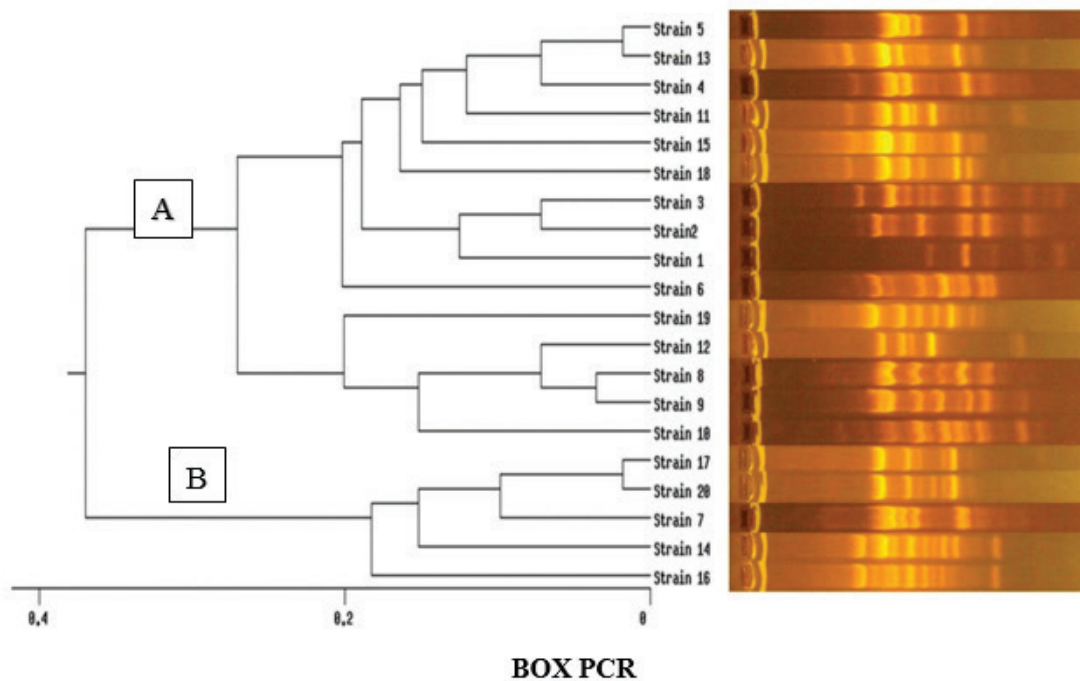 Strain 5
Strain 13
Strain 4
Strain 11
Strain 15
Strain 18
A
Strain 3
Strain2
Strain 1
Strain 6
Strain 19
Strain 12
Strain 8
Strain 9
Strain 10
B
Strain 17
Strain 20
Strain 7
Strain 14
Strain 16
0.4 0.2 0
BOX PCR